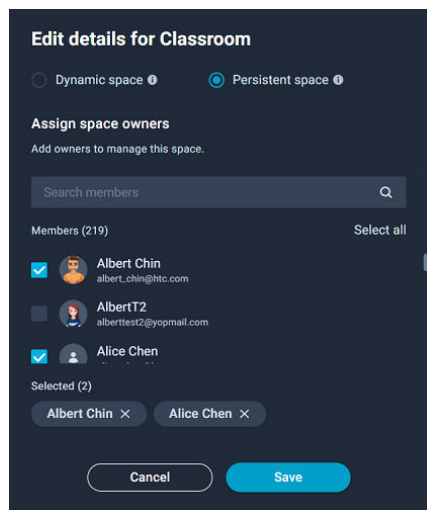 Edit details for Classroom
Dynamic space Persistent space
Assign space owners
Add owners to manage this space.
Search members
Members (219) Select all
Albert Chin
albert_chin@htc.com
AlbertT2
alberttest2@yopmail.com
Alice Chen
Selected (2)
Albert Chin × Alice Chen ×
Cancel Save